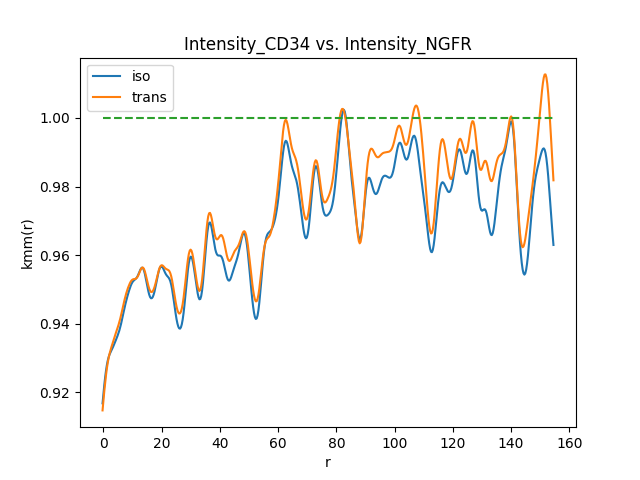 Intensity_CD34 vs. Intensity_NGFR
iso
trans
1.00
0.98
0.96
0.94
0.92
kmm(r)
0 20 40 60 80 100 120 140 160
r